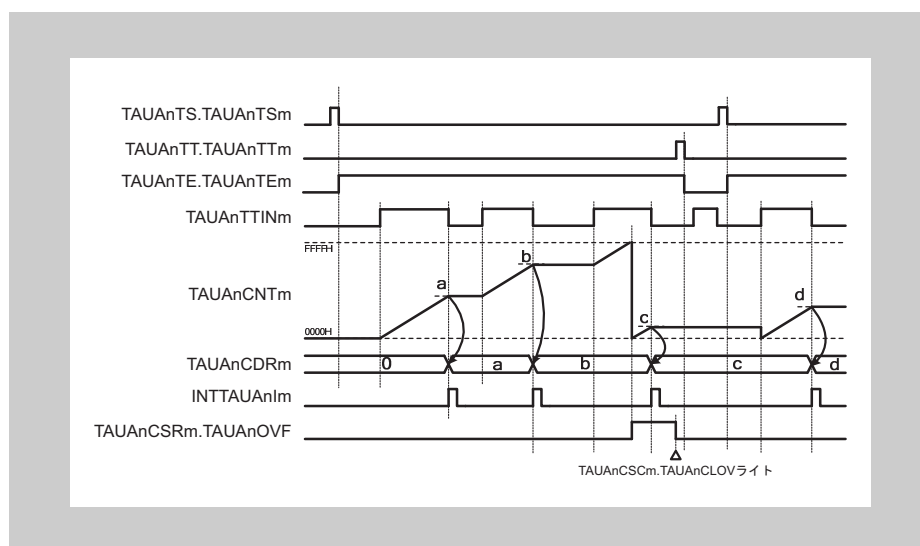 TAUAnTS.TAUAnTSm
TAUAnTT.TAUAnTTm
TAUAnTE.TAUAnTEm
TAUAnTTINm
FFFFH
TAUAnCNTm
a
b
c
d
0000H
TAUAnCDRm
0
a
b
c
d
INTTAUAnIm
TAUAnCSRm.TAUAnOVF
TAUAnCSCm.TAUAnCLOVライト